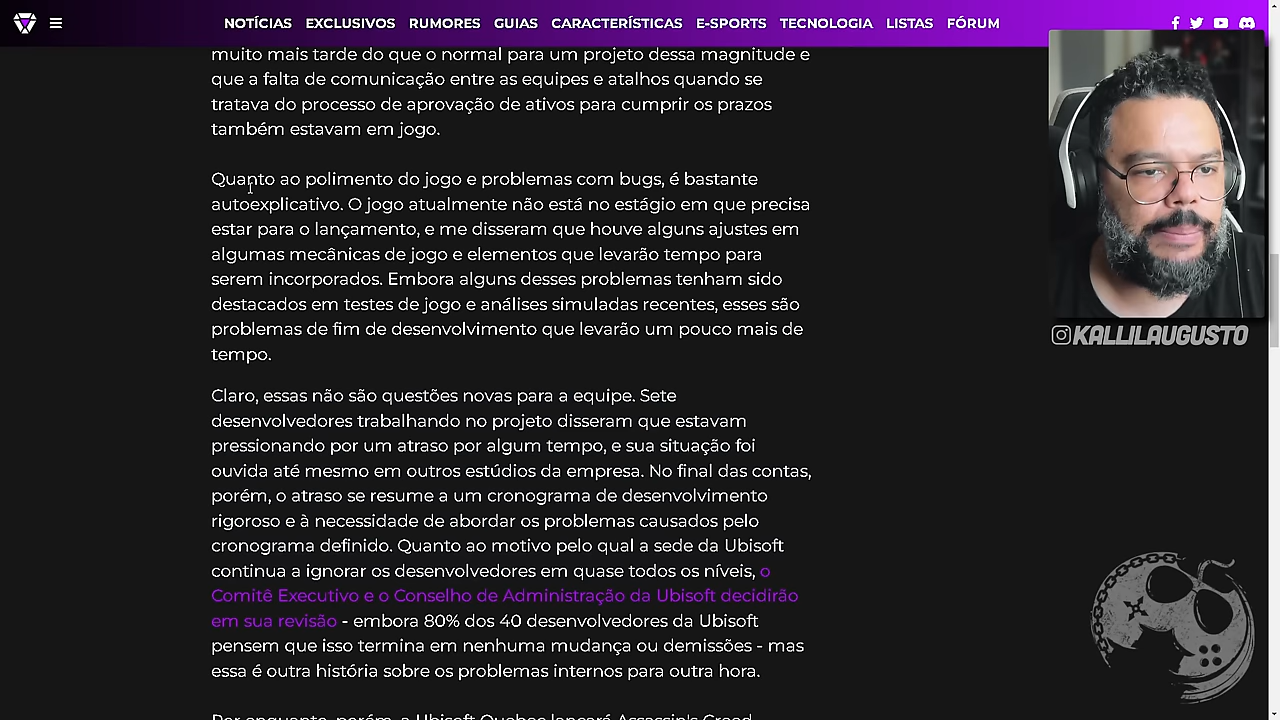 NOTÍCIAS EXCLUSIVOS RUMORES GUIAS CARACTERÍSTICAS E-SPORTS TECNOLOGIA LISTAS FÓRUM
muito mais tarde do que o normal para um projeto dessa magnitude e
que a falta de comunicação entre as equipes e atalhos quando se
tratava do processo de aprovação de ativos para cumprir os prazos
também estavam em jogo.
Quanto ao polimento do jogo e problemas com bugs, é bastante
autoexplicativo. O jogo atualmente não está no estágio em que precisa
estar para o lançamento, e me disseram que houve alguns ajustes em
algumas mecânicas de jogo e elementos que levarão tempo para
serem incorporados. Embora alguns desses problemas tenham sido
destacados em testes de jogo e análises simuladas recentes, esses são
problemas de fim de desenvolvimento que levarão um pouco mais de
tempo.
KALLILAUGUSTO
Claro, essas não são questões novas para a equipe. Sete
desenvolvedores trabalhando no projeto disseram que estavam
pressionando por um atraso por algum tempo, e sua situação foi
ouvida até mesmo em outros estúdios da empresa. No final das contas,
porém, o atraso se resume a um cronograma de desenvolvimento
rigoroso e à necessidade de abordar os problemas causados pelo
cronograma definido. Quanto ao motivo pelo qual a sede da Ubisoft
continua a ignorar os desenvolvedores em quase todos os níveis, o
Comitê Executivo e o Conselho de Administração da Ubisoft decidirão
em sua revisão - embora 80% dos 40 desenvolvedores da Ubisoft
pensem que isso termina em nenhuma mudança ou demissões - mas
essa é outra história sobre os problemas internos para outra hora.
Por enquanto, porém, a Ubisoft Quebec lançará Assassin's Creed